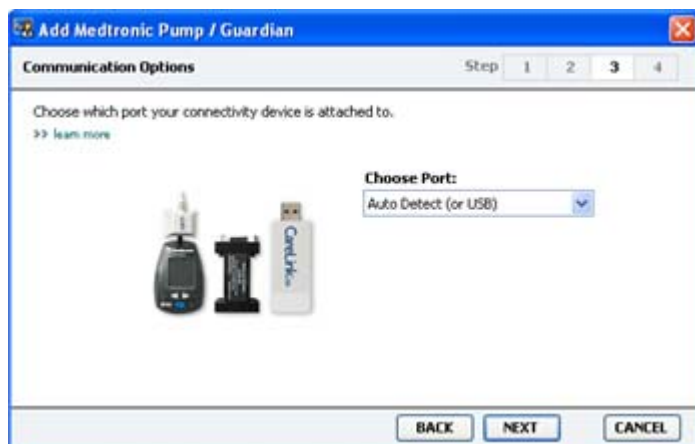 Add Medtronic Pump / Guardian
Communication Options
Step 1 2 3 4
Choose which port your connectivity device is attached to.
>> learn more
Choose Port:
Auto Detect (or USB)
CareLink
BACK NEXT CANCEL